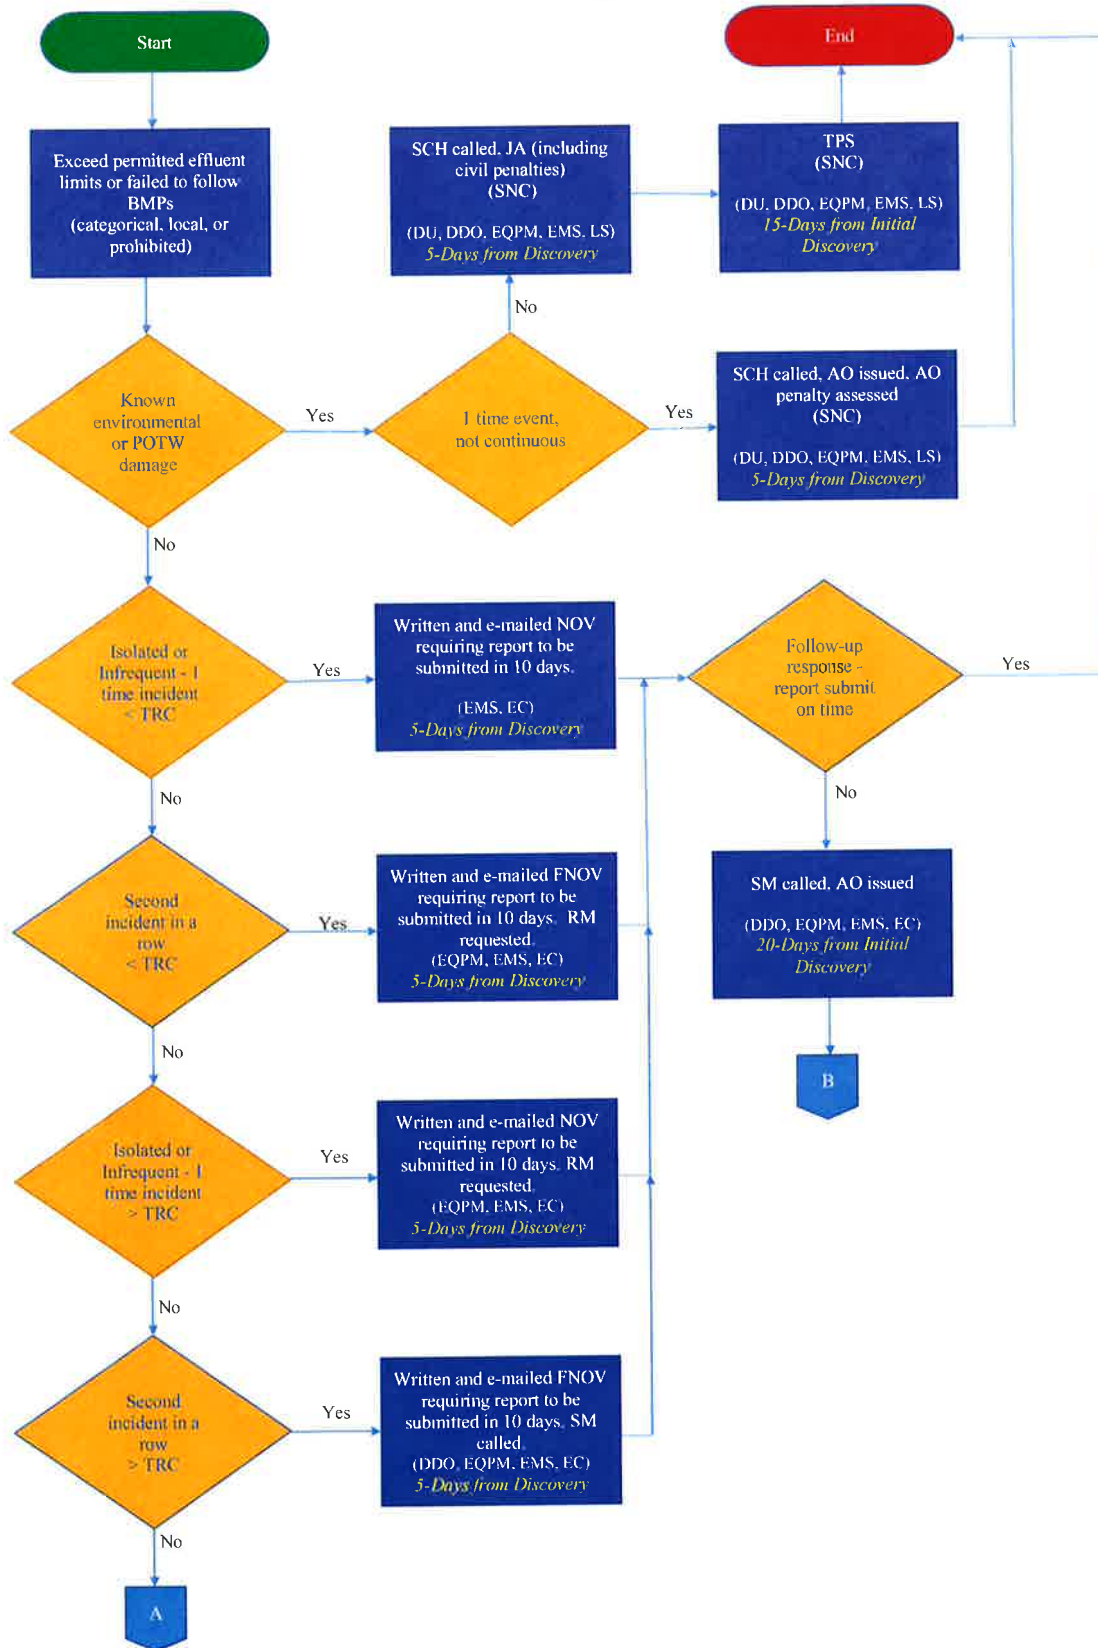 Start
End
Exceed permitted effluent
limits or failed to follow
BMPs
(categorical, local, or
prohibited)
SCH called, JA (including
civil penalties)
(SNC)
(DU, DDO, EQPM, EMS, LS)
5-Days from Discovery
TPS
(SNC)
(DU, DDO, EQPM, EMS, LS)
15-Days from Initial
Discovery
No
Known
environmental
or POTW
damage
Yes
1 time event,
not continuous
Yes
SCH called, AO issued, AO
penalty assessed
(SNC)
(DU, DDO, EQPM, EMS, LS)
5-Days from Discovery
No
Isolated or
Infrequent - 1
time incident
< TRC
Yes
Written and e-mailed NOV
requiring report to be
submitted in 10 days.
(EMS, EC)
5-Days from Discovery
Follow-up
response -
report submit
on time
Yes
No
No
Second
incident in a
row
< TRC
Yes
Written and e-mailed FNOV
requiring report to be
submitted in 10 days. RM
requested.
(EQPM, EMS, EC)
5-Days from Discovery
SM called, AO issued
(DDO, EQPM, EMS, EC)
20-Days from Initial
Discovery
B
No
Isolated or
Infrequent - 1
time incident
> TRC
Yes
Written and e-mailed NOV
requiring report to be
submitted in 10 days. RM
requested.
(EQPM, EMS, EC)
5-Days from Discovery
No
Second
incident in a
row
> TRC
Yes
Written and e-mailed FNOV
requiring report to be
submitted in 10 days. SM
called.
(DDO, EQPM, EMS, EC)
5-Days from Discovery
No
A